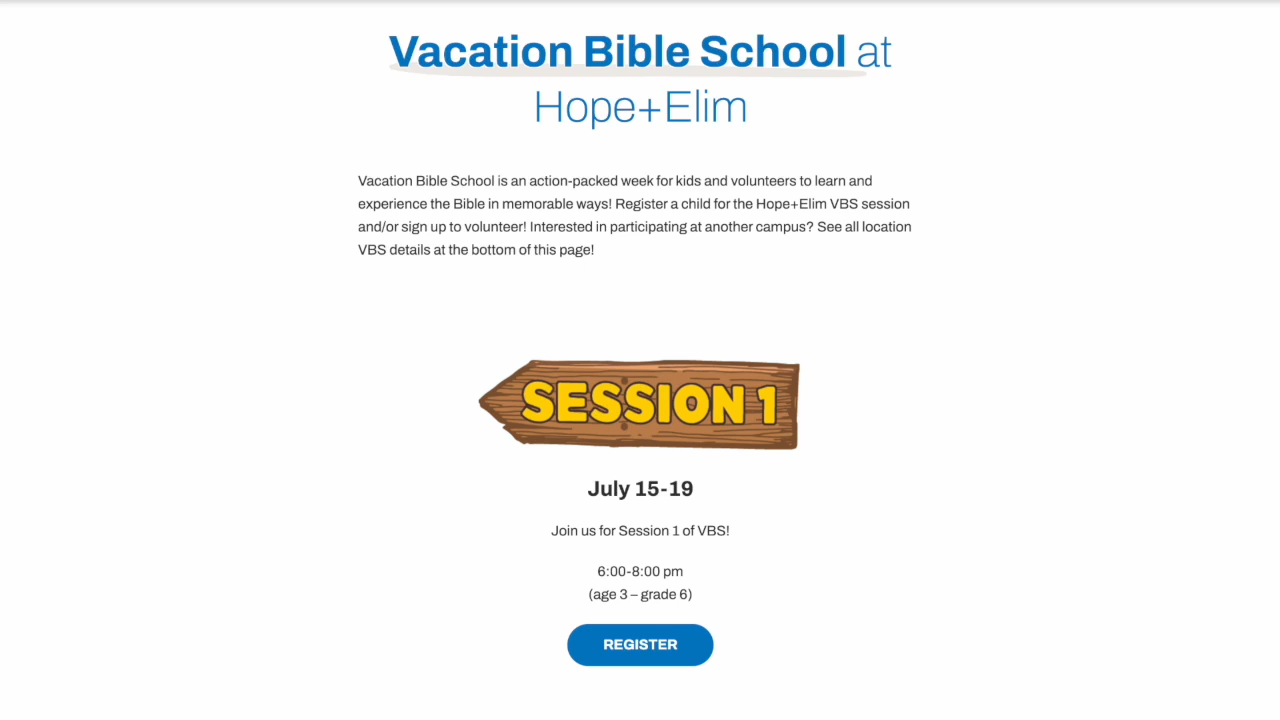 Vacation Bible School at
Hope+Elim
Vacation Bible School is an action-packed week for kids and volunteers to learn and
experience the Bible in memorable ways! Register a child for the Hope+Elim VBS session
and/or sign up to volunteer! Interested in participating at another campus? See all location
VBS details at the bottom of this page!
SESSION 1
July 15-19
Join us for Session 1 of VBS!
6:00-8:00 pm
(age 3 – grade 6)
REGISTER